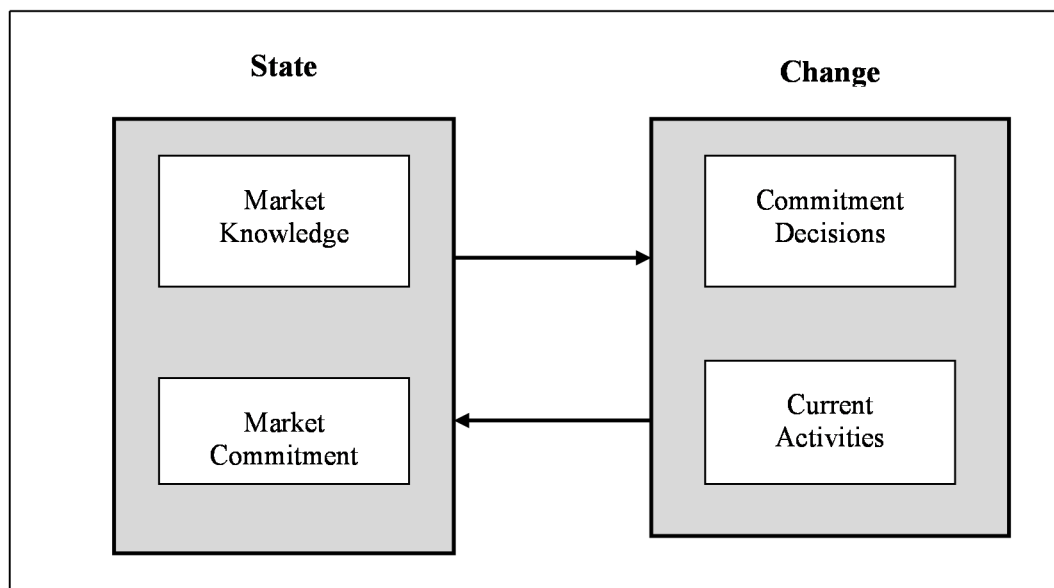 State
Change
Market
Knowledge
Commitment
Decisions
Market
Commitment
Current
Activities